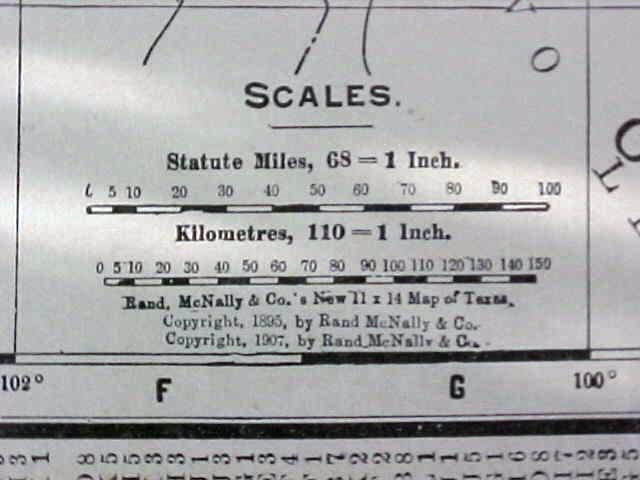 O
SCALES.
Statute Miles, 68 = 1 Inch.
5 10 20 30 40 50 60 70 80 90 100
Kilometres, 110 = 1 Inch.
0 5 10 20 30 40 50 60 70 80 90 100 110 120 130 140 150
Rand, McNally & Co.'s New 11 x 14 Map of Texas.
Copyright, 1895, by Rand McNally & Co.
Copyright, 1907, by Rand McNally & Co.
102° F G 100°